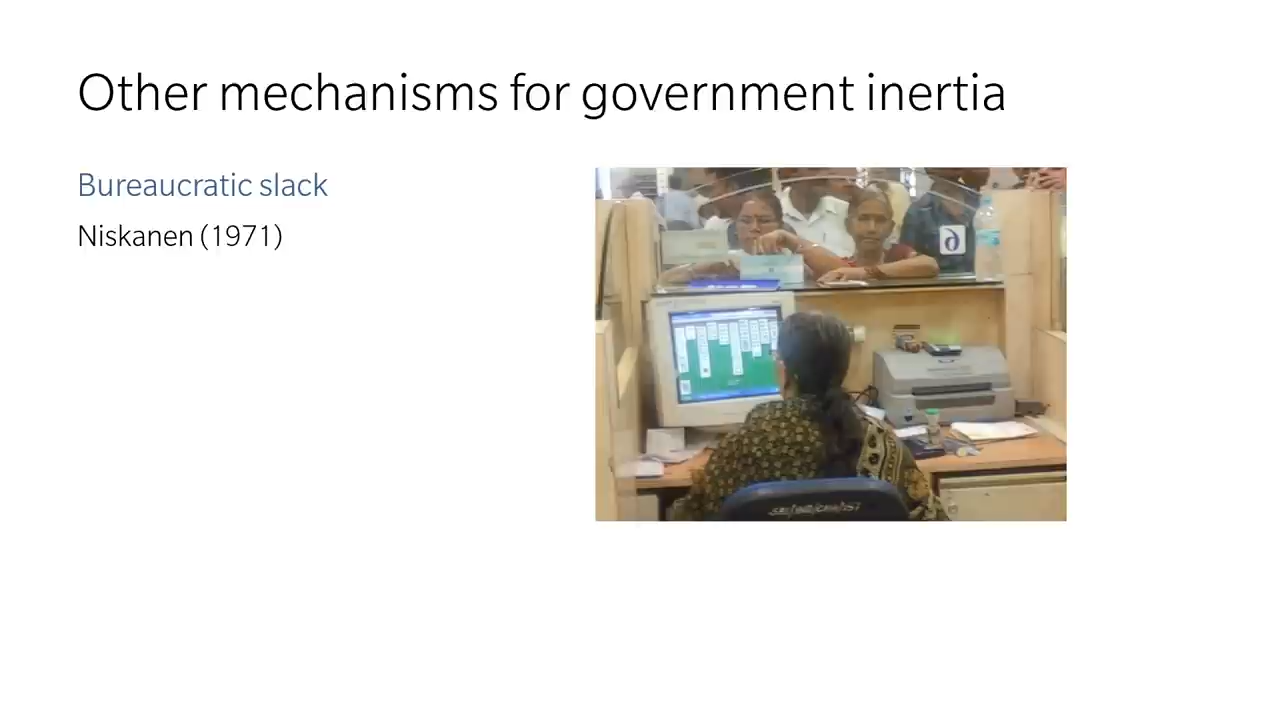 Other mechanisms for government inertia
Bureaucratic slack
Niskanen (1971)